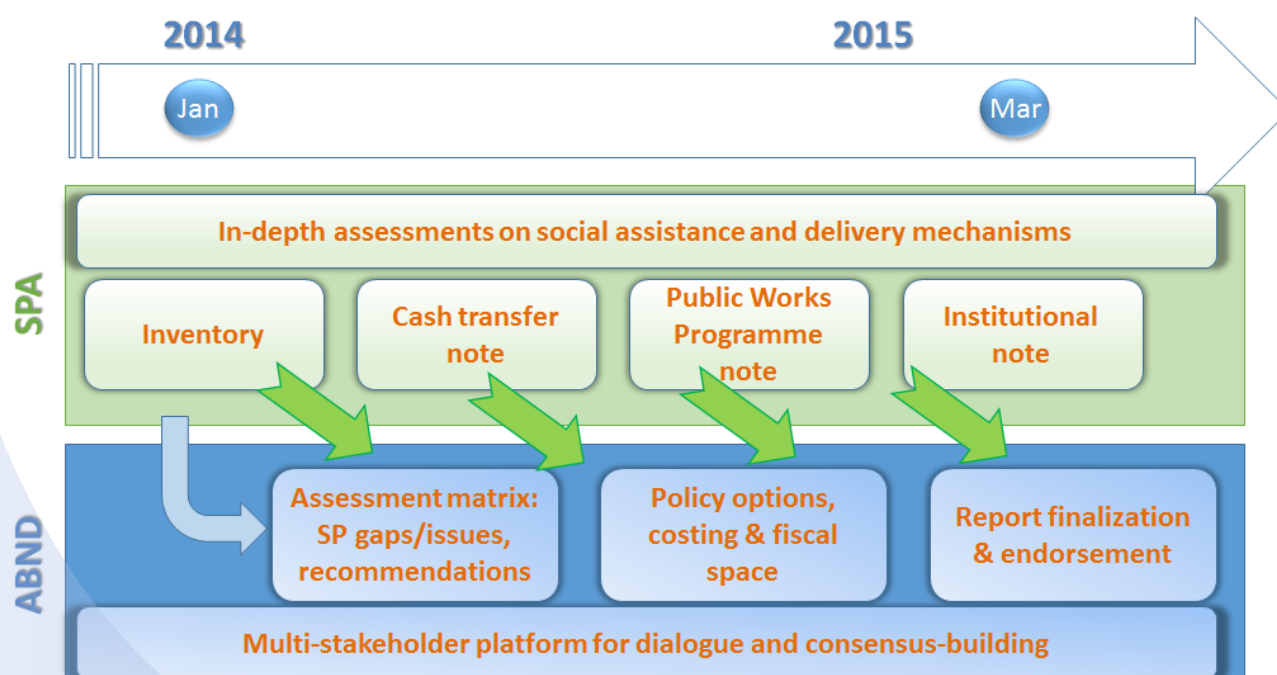 2014
2015
Jan
Mar
SPA
In-depth assessments on social assistance and delivery mechanisms
Inventory
Cash transfer
note
Public Works
Programme
note
Institutional
note
ABND
Assessment matrix:
SP gaps/issues,
recommendations
Policy options,
costing & fiscal
space
Report finalization
& endorsement
Multi-stakeholder platform for dialogue and consensus-building